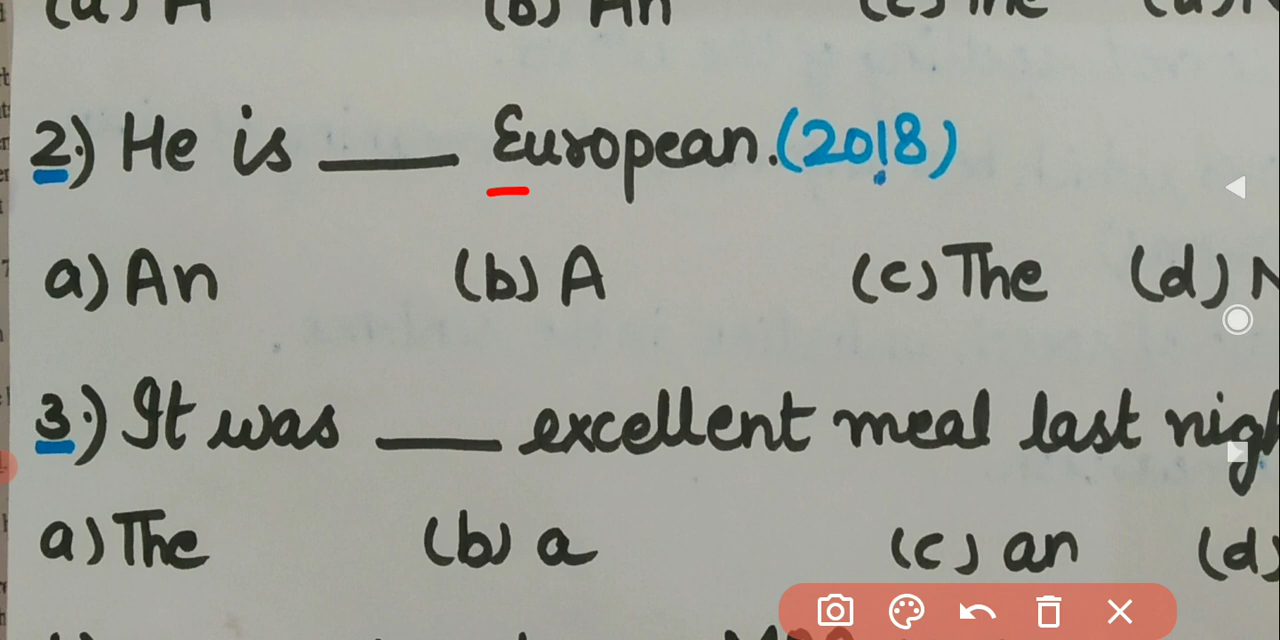 2.) He is ____ European. (2018)
a) An (b) A (c) The (d)
3.) It was ____ excellent meal last
a) The (b) a (c) an (d)